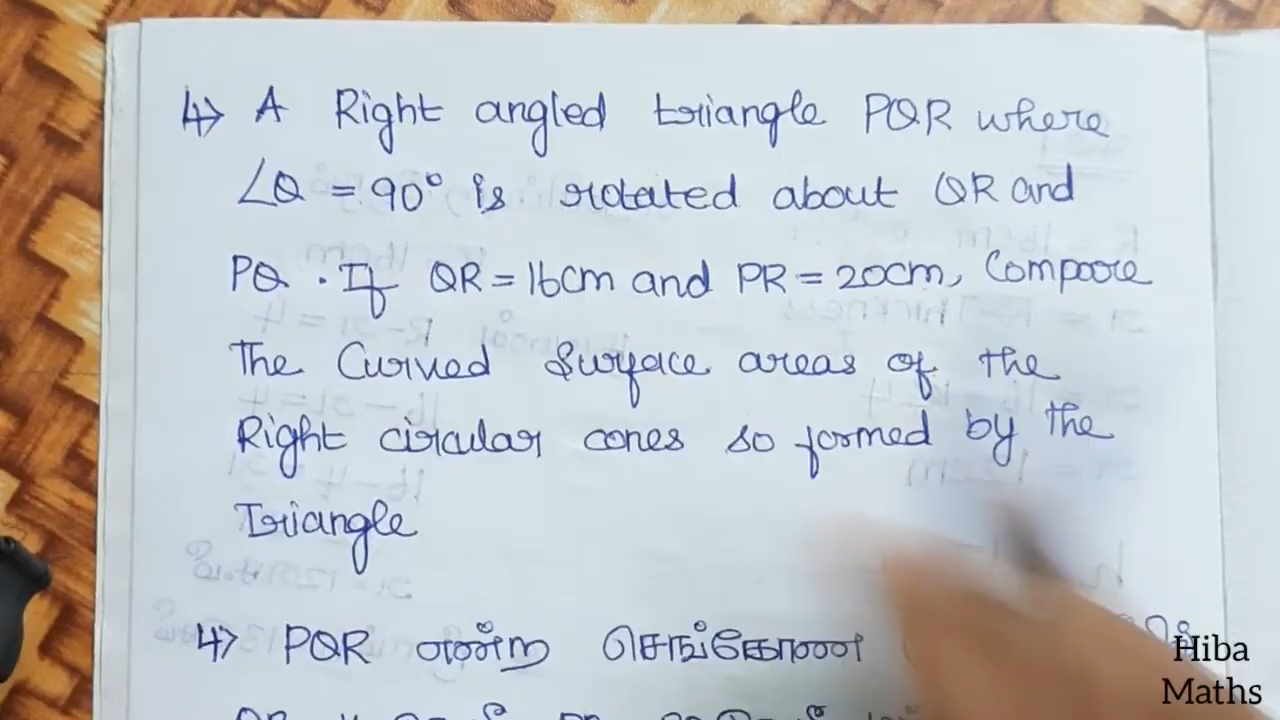 4) A Right angled triangle PQR where
∠Q = 90° is rotated about QR and
PQ. If QR = 16cm and PR = 20cm, Compare
The Curved Surface areas of the
Right circular cones so formed by the
Triangle
4) PQR என்ற செங்கோண
Hiba
Maths